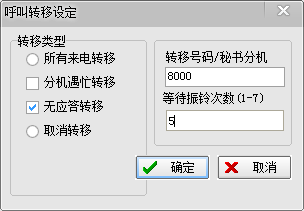 呼叫转移设定
转移类型
所有来电转移
分机遇忙转移
无应答转移
取消转移
转移号码/秘书分机
8000
等待振铃次数(1-7)
5
确定
取消